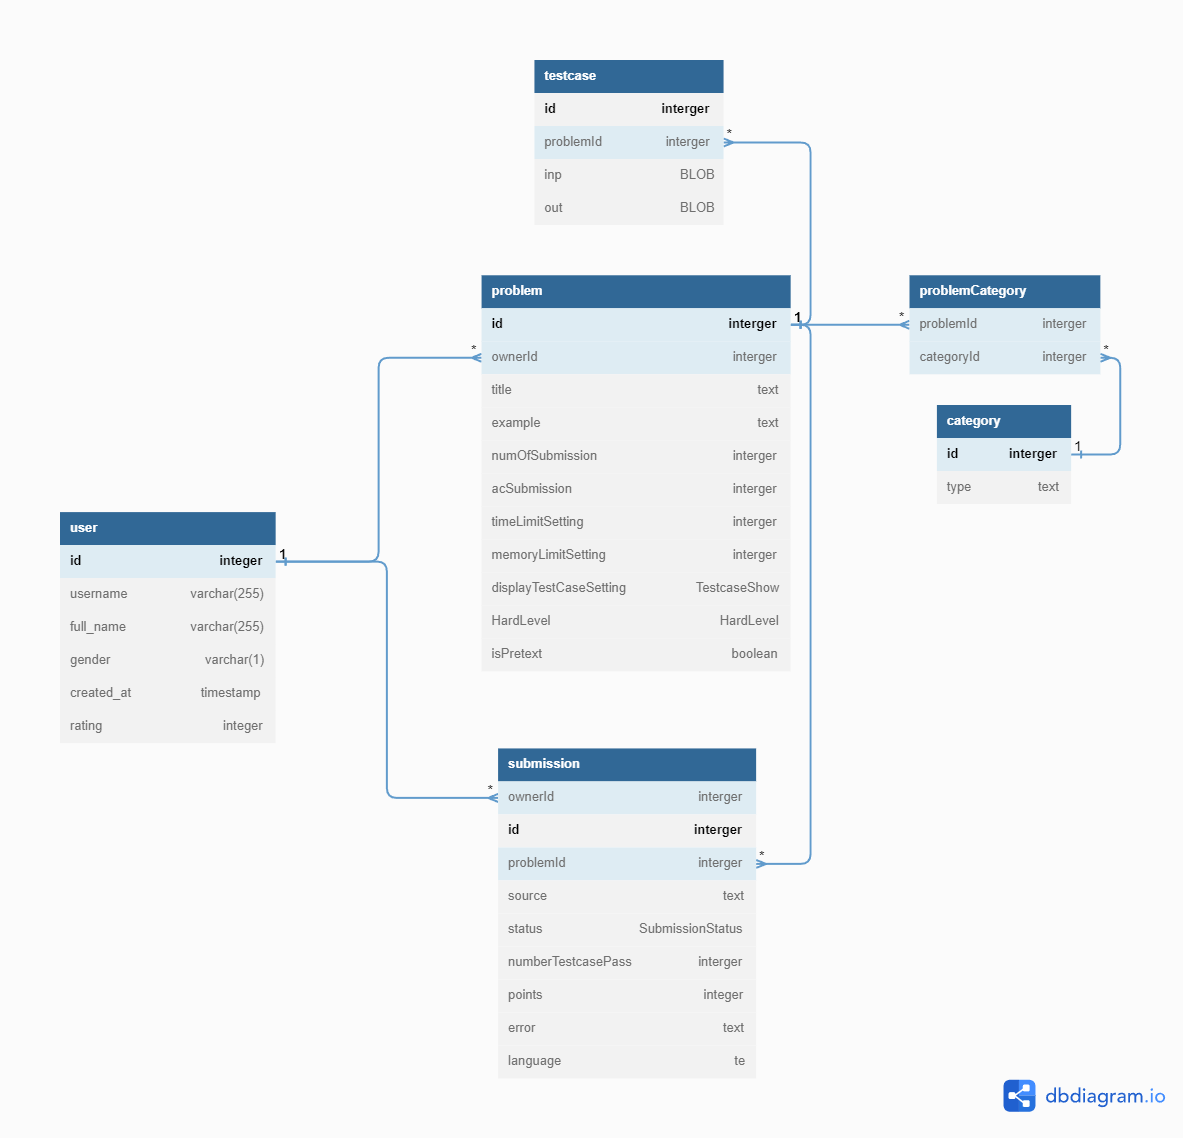 testcase
id interger
problemId interger
inp BLOB
out BLOB
*
problem
id interger
ownerId interger
title text
example text
numOfSubmission interger
acSubmission interger
timeLimitSetting interger
memoryLimitSetting interger
displayTestCaseSetting TestcaseShow
HardLevel HardLevel
isPretext boolean
*
1
problemCategory
problemId interger
categoryId interger
*
*
category
id interger
type text
1
user
id integer
username varchar(255)
full_name varchar(255)
gender varchar(1)
created_at timestamp
rating integer
1
submission
ownerId interger
id interger
problemId interger
source text
status SubmissionStatus
numberTestcasePass interger
points integer
error text
language te
*
*
dbdiagram.io